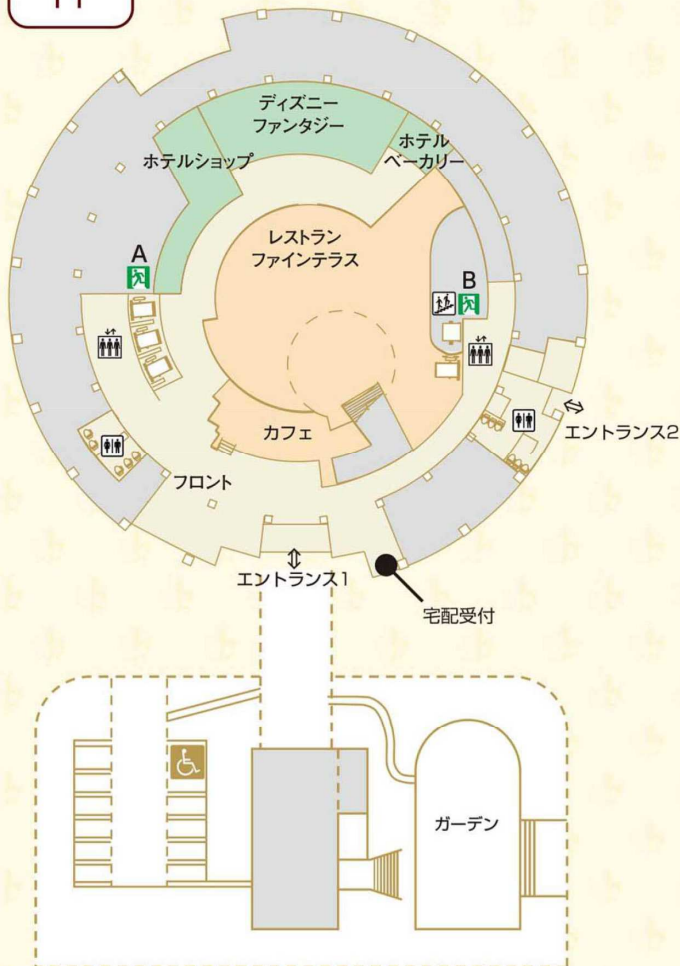 ディズニー
ファンタジー
ホテル
ベーカリー
ホテルショップ
レストラン
ファインテラス
A
B
カフェ
エントランス2
フロント
エントランス1
宅配受付
ガーデン